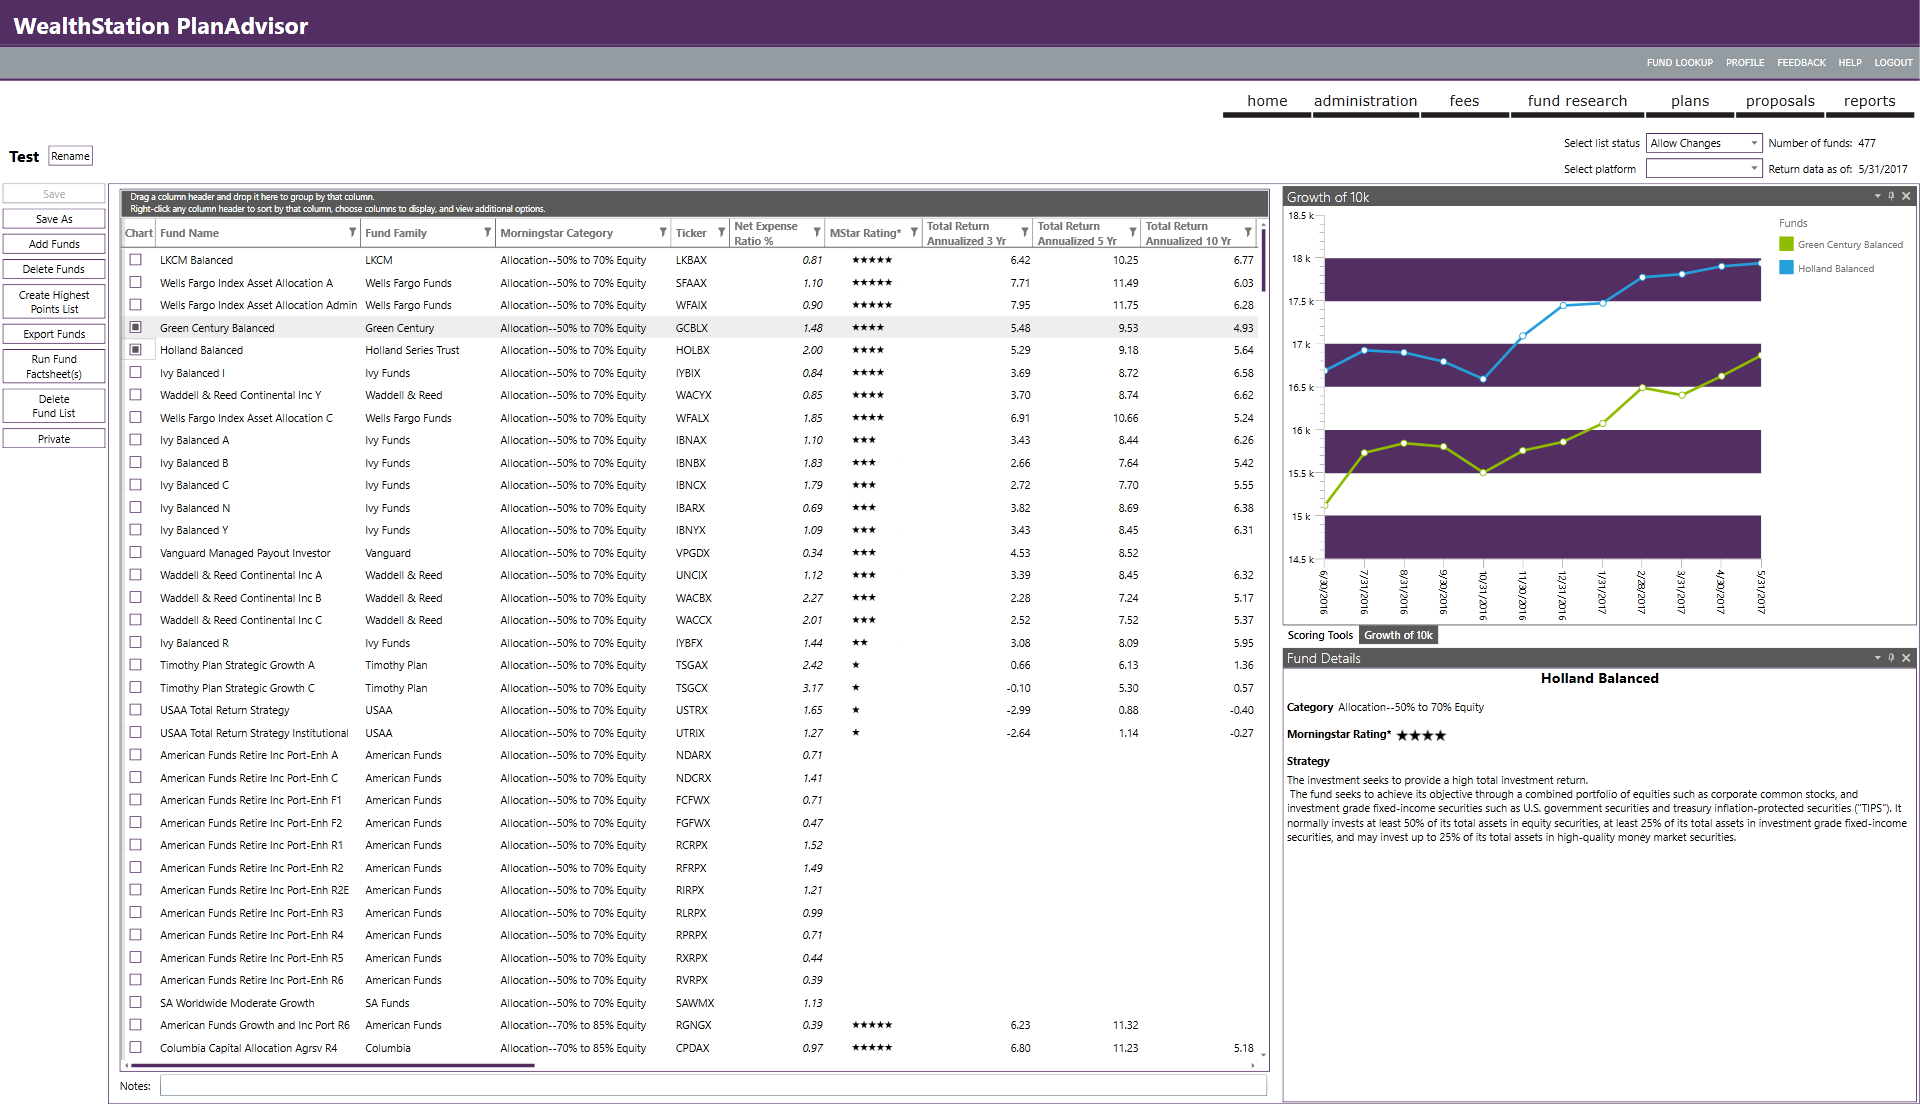 WealthStation PlanAdvisor
FUND LOOKUP PROFILE FEEDBACK HELP LOGOUT
home administration fees fund research plans proposals reports
Test Rename
Select list status Allow Changes Number of funds: 477
Select platform Return data as of: 5/31/2017
Save
Save As
Add Funds
Delete Funds
Create Highest
Points List
Export Funds
Run Fund
Factsheet(s)
Delete
Fund List
Private
Drag a column header and drop it here to group by that column.
Right-click any column header to sort by that column, choose columns to display, and view additional options.
Chart Fund Name Fund Family Morningstar Category Ticker Net Expense Ratio % MStar Rating* Total Return Annualized 3 Yr Total Return Annualized 5 Yr Total Return Annualized 10 Yr
LKCM Balanced LKCM Allocation--50% to 70% Equity LKBAX 0.81 ★★★★★ 6.42 10.25 6.77
Wells Fargo Index Asset Allocation A Wells Fargo Funds Allocation--50% to 70% Equity SFAAX 1.10 ★★★★★ 7.71 11.49 6.03
Wells Fargo Index Asset Allocation Admin Wells Fargo Funds Allocation--50% to 70% Equity WFAIX 0.90 ★★★★★ 7.95 11.75 6.28
Green Century Balanced Green Century Allocation--50% to 70% Equity GCBLX 1.48 ★★★★ 5.48 9.53 4.93
Holland Balanced Holland Series Trust Allocation--50% to 70% Equity HOLBX 2.00 ★★★★ 5.29 9.18 5.64
Ivy Balanced I Ivy Funds Allocation--50% to 70% Equity IYBIX 0.84 ★★★★ 3.69 8.72 6.58
Waddell & Reed Continental Inc Y Waddell & Reed Allocation--50% to 70% Equity WACYX 0.85 ★★★★ 3.70 8.74 6.62
Wells Fargo Index Asset Allocation C Wells Fargo Funds Allocation--50% to 70% Equity WFALX 1.85 ★★★★ 6.91 10.66 5.24
Ivy Balanced A Ivy Funds Allocation--50% to 70% Equity IBNAX 1.10 ★★★ 3.43 8.44 6.26
Ivy Balanced B Ivy Funds Allocation--50% to 70% Equity IBNBX 1.83 ★★★ 2.66 7.64 5.42
Ivy Balanced C Ivy Funds Allocation--50% to 70% Equity IBNCX 1.79 ★★★ 2.72 7.70 5.55
Ivy Balanced N Ivy Funds Allocation--50% to 70% Equity IBARX 0.69 ★★★ 3.82 8.69 6.38
Ivy Balanced Y Ivy Funds Allocation--50% to 70% Equity IBNYX 1.09 ★★★ 3.43 8.45 6.31
Vanguard Managed Payout Investor Vanguard Allocation--50% to 70% Equity VPGDX 0.34 ★★★ 4.53 8.52
Waddell & Reed Continental Inc A Waddell & Reed Allocation--50% to 70% Equity UNCIX 1.12 ★★★ 3.39 8.45 6.32
Waddell & Reed Continental Inc B Waddell & Reed Allocation--50% to 70% Equity WACBX 2.27 ★★★ 2.28 7.24 5.17
Waddell & Reed Continental Inc C Waddell & Reed Allocation--50% to 70% Equity WACCX 2.01 ★★★ 2.52 7.52 5.37
Ivy Balanced R Ivy Funds Allocation--50% to 70% Equity IYBFX 1.44 ★★ 3.08 8.09 5.95
Timothy Plan Strategic Growth A Timothy Plan Allocation--50% to 70% Equity TSGAX 2.42 ★ 0.66 6.13 1.36
Timothy Plan Strategic Growth C Timothy Plan Allocation--50% to 70% Equity TSGCX 3.17 ★ -0.10 5.30 0.57
USAA Total Return Strategy USAA Allocation--50% to 70% Equity USTRX 1.65 ★ -2.99 0.88 -0.40
USAA Total Return Strategy Institutional USAA Allocation--50% to 70% Equity UTRIX 1.27 ★ -2.64 1.14 -0.27
American Funds Retire Inc Port-Enh A American Funds Allocation--50% to 70% Equity NDARX 0.71
American Funds Retire Inc Port-Enh C American Funds Allocation--50% to 70% Equity NDCRX 1.41
American Funds Retire Inc Port-Enh F1 American Funds Allocation--50% to 70% Equity FCFWX 0.71
American Funds Retire Inc Port-Enh F2 American Funds Allocation--50% to 70% Equity FGFWX 0.47
American Funds Retire Inc Port-Enh R1 American Funds Allocation--50% to 70% Equity RCRPX 1.52
American Funds Retire Inc Port-Enh R2 American Funds Allocation--50% to 70% Equity RFRPX 1.49
American Funds Retire Inc Port-Enh R2E American Funds Allocation--50% to 70% Equity RIRPX 1.21
American Funds Retire Inc Port-Enh R3 American Funds Allocation--50% to 70% Equity RLRPX 0.99
American Funds Retire Inc Port-Enh R4 American Funds Allocation--50% to 70% Equity RPRPX 0.71
American Funds Retire Inc Port-Enh R5 American Funds Allocation--50% to 70% Equity RXRPX 0.44
American Funds Retire Inc Port-Enh R6 American Funds Allocation--50% to 70% Equity RVRPX 0.39
SA Worldwide Moderate Growth SA Funds Allocation--50% to 70% Equity SAWMX 1.13
American Funds Growth and Inc Port R6 American Funds Allocation--70% to 85% Equity RGNGX 0.39 ★★★★★ 6.23 11.32
Columbia Capital Allocation Agrsv R4 Columbia Allocation--70% to 85% Equity CPDAX 0.97 ★★★★★ 6.80 11.23 5.18
Notes:
Growth of 10k
18.5 k
18 k
17.5 k
17 k
16.5 k
16 k
15.5 k
15 k
14.5 k
6/30/2016 7/31/2016 8/31/2016 9/30/2016 10/31/2016 11/30/2016 12/31/2016 1/31/2017 2/28/2017 3/31/2017 4/30/2017 5/31/2017
Funds
Green Century Balanced
Holland Balanced
Scoring Tools Growth of 10k
Fund Details
Holland Balanced
Category Allocation--50% to 70% Equity
Morningstar Rating* ★★★★
Strategy
The investment seeks to provide a high total investment return.
The fund seeks to achieve its objective through a combined portfolio of equities such as corporate common stocks, and
investment grade fixed-income securities such as U.S. government securities and treasury inflation-protected securities ("TIPS"). It
normally invests at least 50% of its total assets in equity securities, at least 25% of its total assets in investment grade fixed-income
securities, and may invest up to 25% of its total assets in high-quality money market securities.